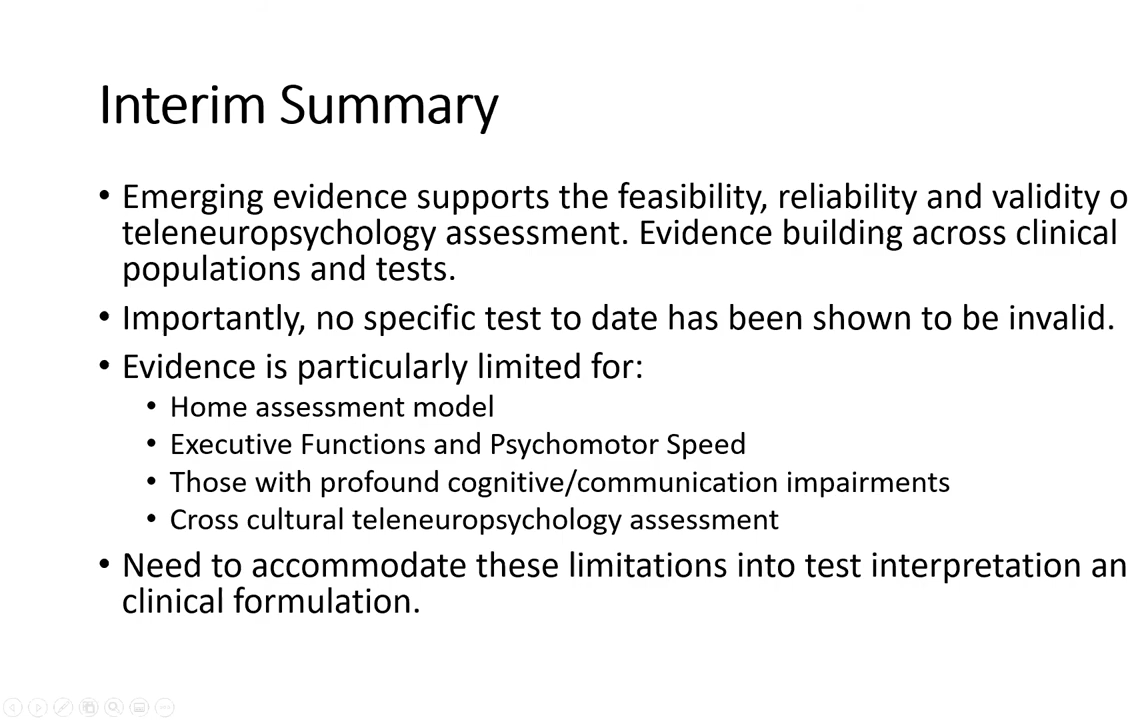 Interim Summary
• Emerging evidence supports the feasibility, reliability and validity o
teleneuropsychology assessment. Evidence building across clinical
populations and tests.
• Importantly, no specific test to date has been shown to be invalid.
• Evidence is particularly limited for:
• Home assessment model
• Executive Functions and Psychomotor Speed
• Those with profound cognitive/communication impairments
• Cross cultural teleneuropsychology assessment
• Need to accommodate these limitations into test interpretation an
clinical formulation.